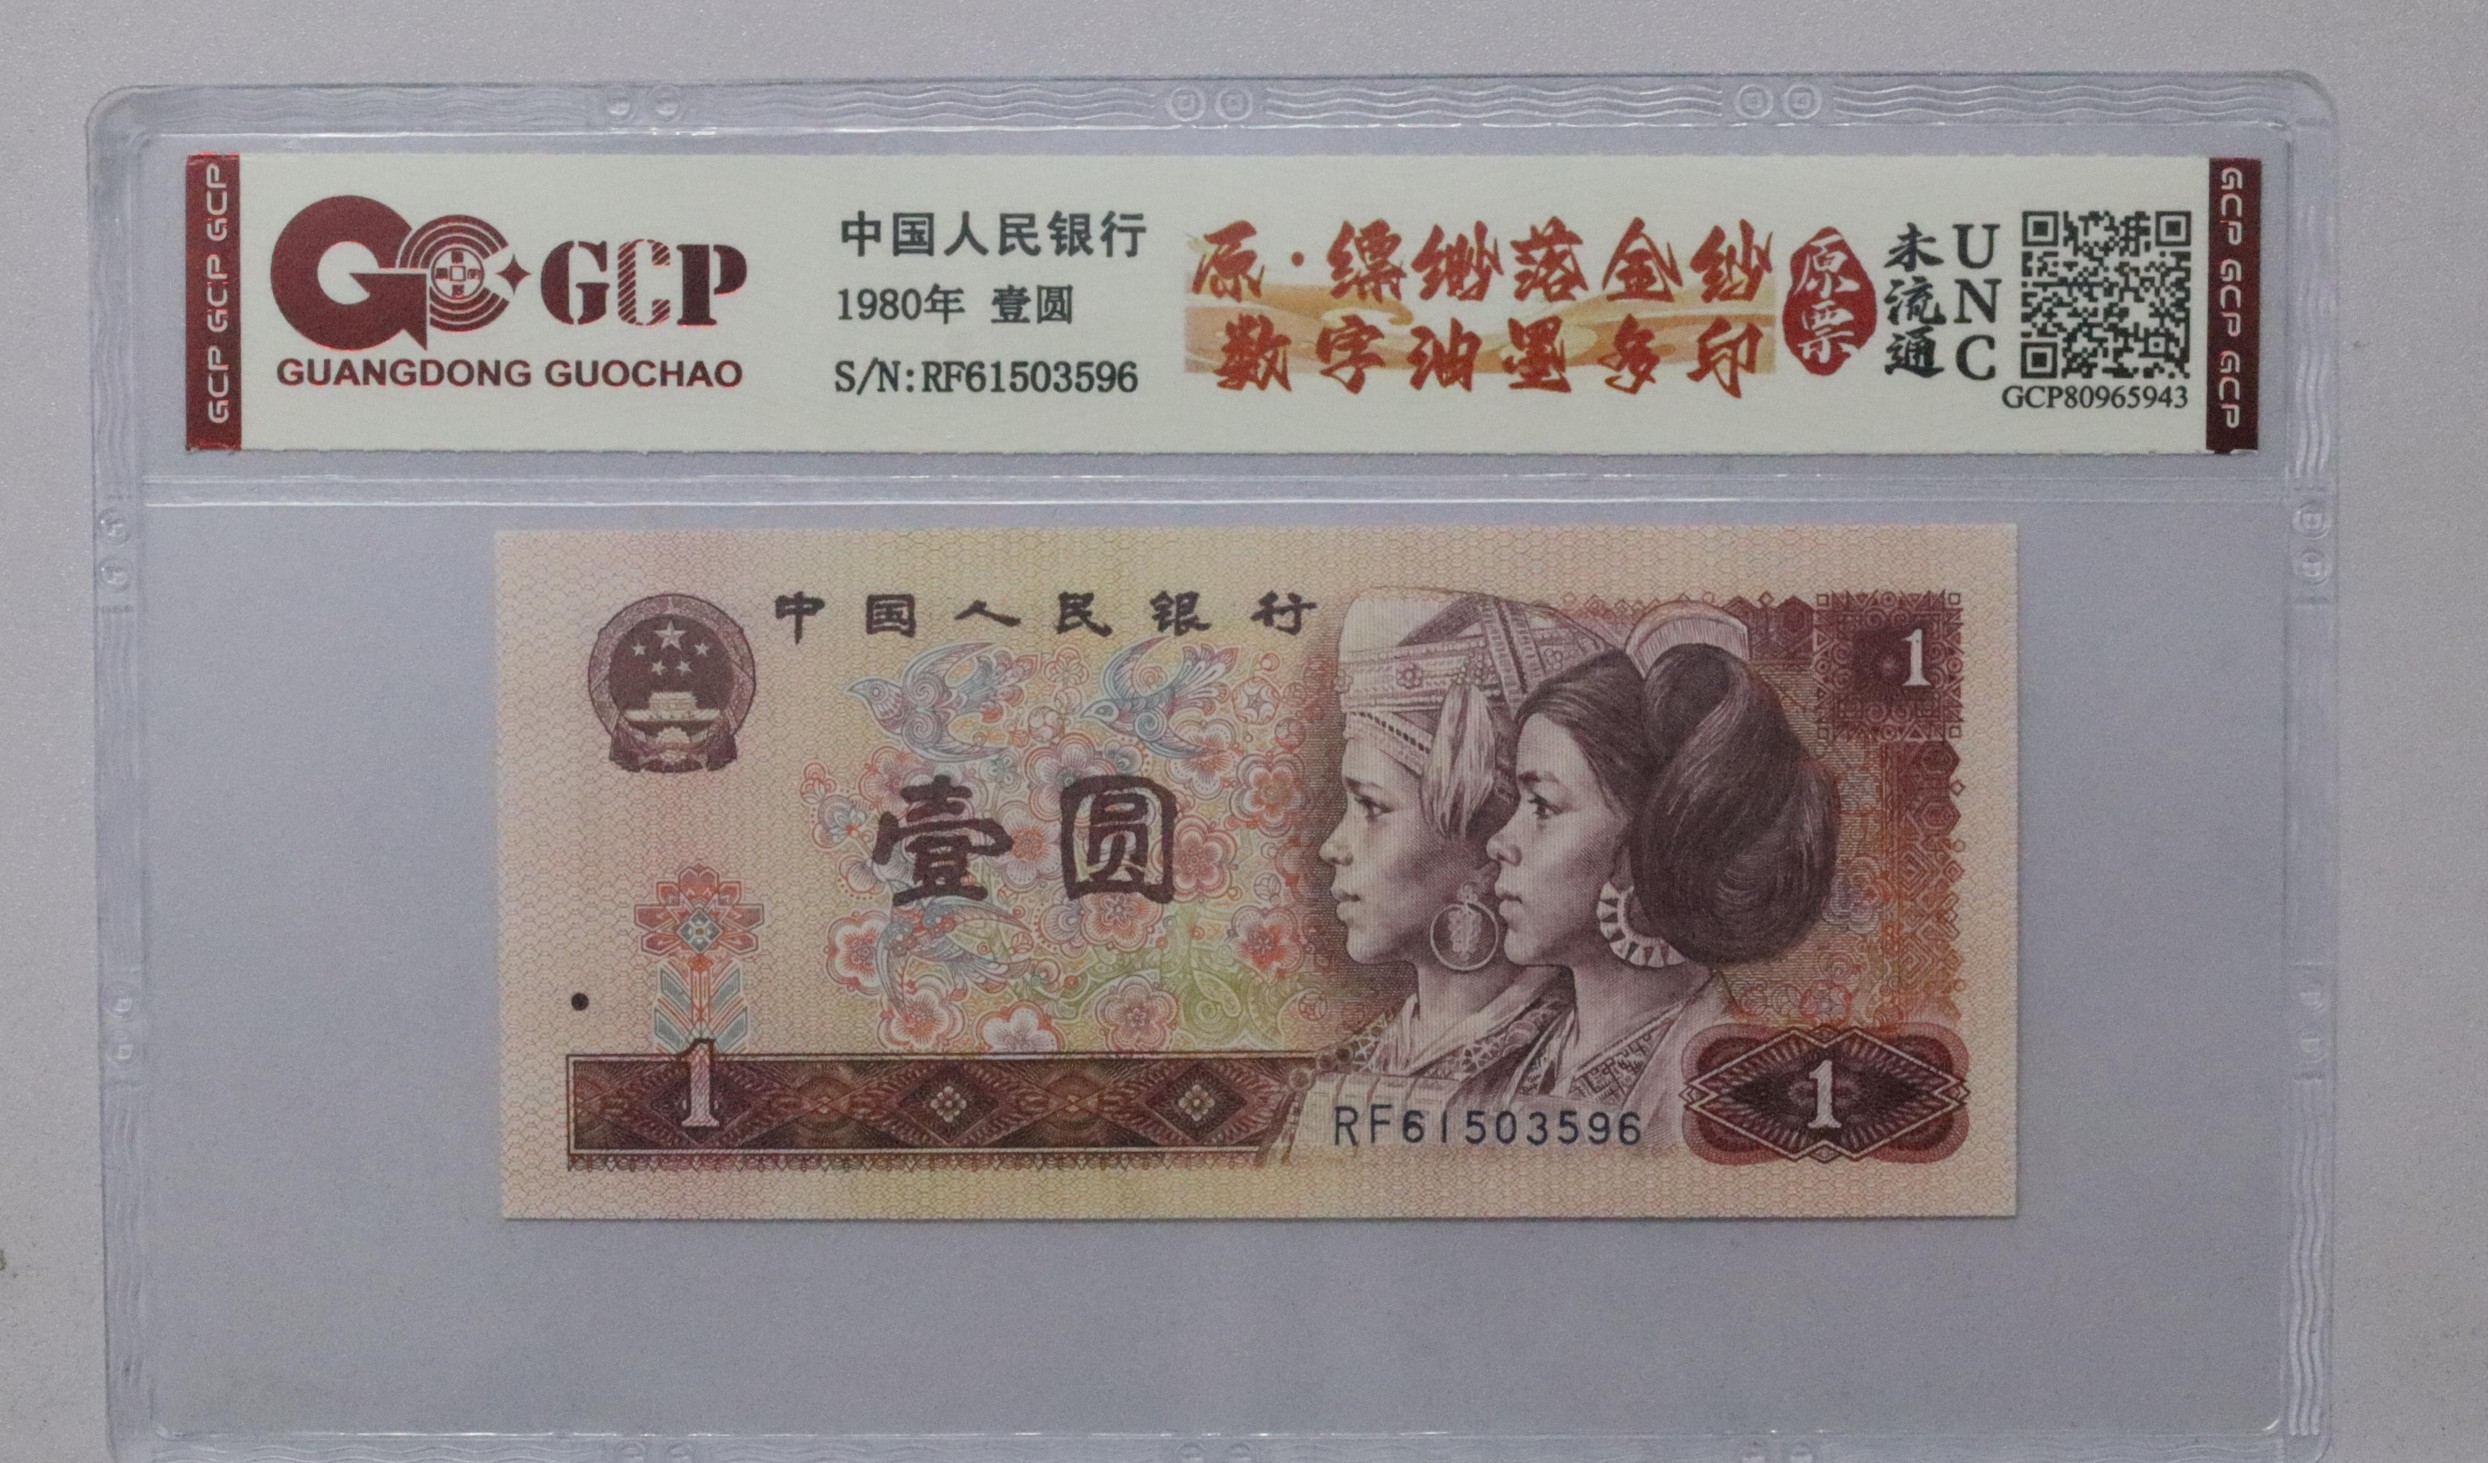 GCP GCP GCP
GCP
GUANGDONG GUOCHAO
中国人民银行
1980年 壹圆
S/N:RF61503596
原·缥缈落金纱
数字油墨多印
原票
未流通
UNC
GCP80965943
GCP GCP GCP
中国人民银行
1
壹圆
1
RF61503596
1